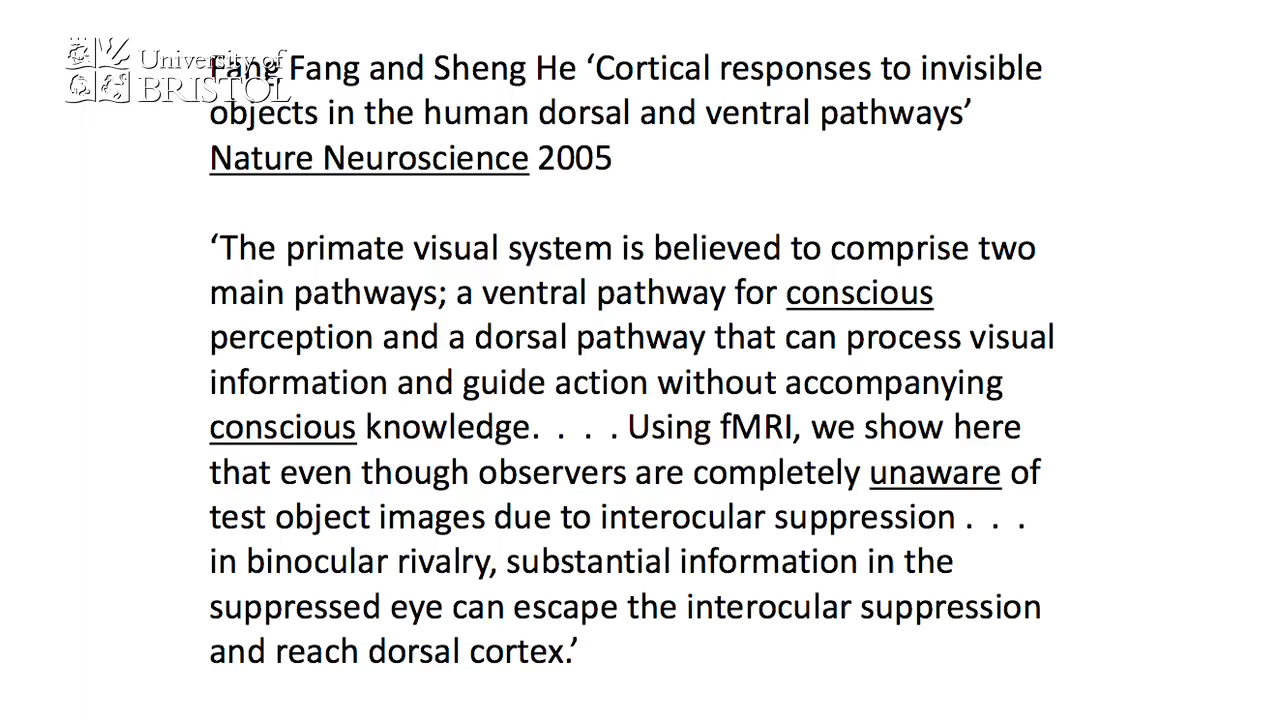 University of
BRISTOL
Fang Fang and Sheng He ‘Cortical responses to invisible
objects in the human dorsal and ventral pathways’
Nature Neuroscience 2005
‘The primate visual system is believed to comprise two
main pathways; a ventral pathway for conscious
perception and a dorsal pathway that can process visual
information and guide action without accompanying
conscious knowledge. . . . Using fMRI, we show here
that even though observers are completely unaware of
test object images due to interocular suppression . . .
in binocular rivalry, substantial information in the
suppressed eye can escape the interocular suppression
and reach dorsal cortex.’